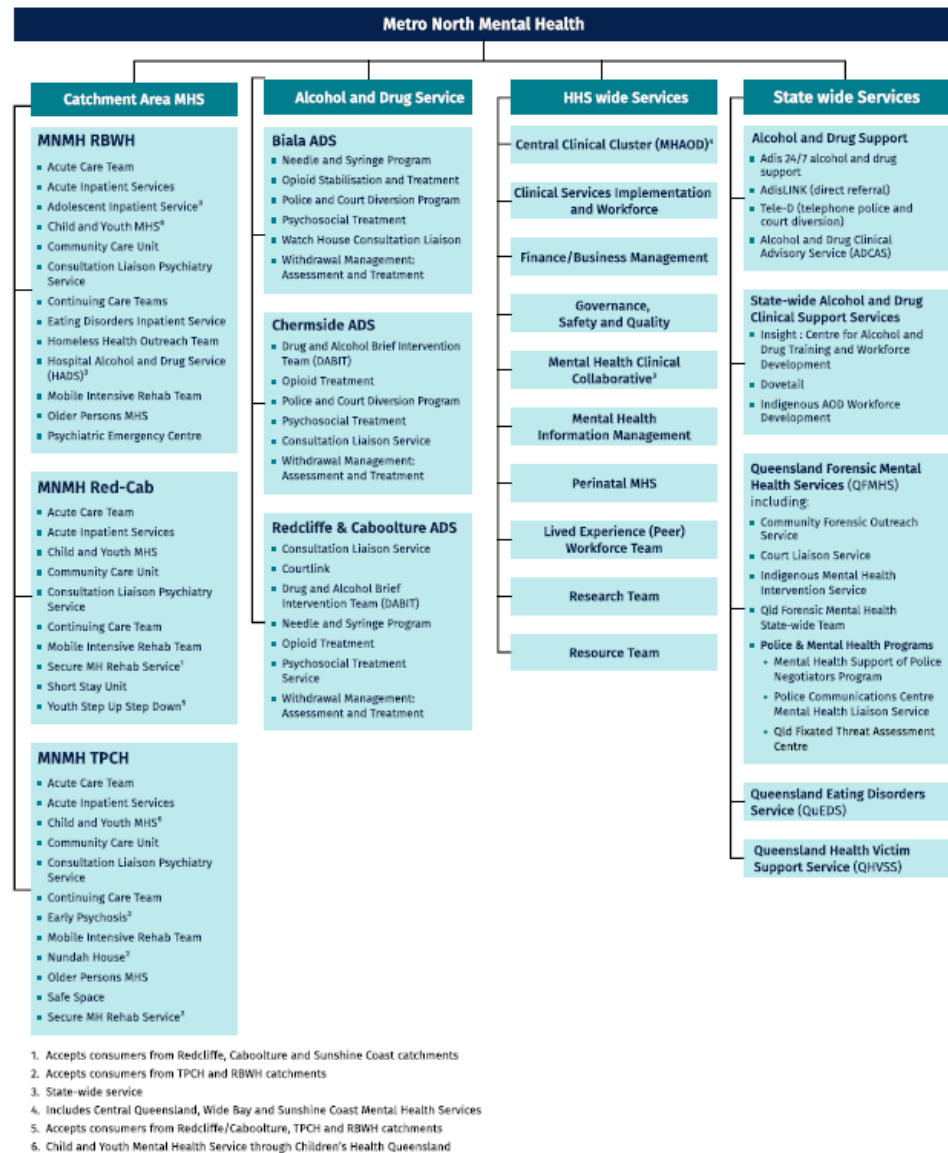 Metro North Mental Health
Catchment Area MHS
MNMH RBWH
Acute Care Team
Acute Inpatient Services
Adolescent Inpatient Service³
Child and Youth MHS⁶
Community Care Unit
Consultation Liaison Psychiatry
Service
Continuing Care Teams
Eating Disorders Inpatient Service
Homeless Health Outreach Team
Hospital Alcohol and Drug Service
(HADS)³
Mobile Intensive Rehab Team
Older Persons MHS
Psychiatric Emergency Centre
MNMH Red-Cab
Acute Care Team
Acute Inpatient Services
Child and Youth MHS
Community Care Unit
Consultation Liaison Psychiatry
Service
Continuing Care Team
Mobile Intensive Rehab Team
Secure MH Rehab Service¹
Short Stay Unit
Youth Step Up Step Down⁵
MNMH TPCH
Acute Care Team
Acute Inpatient Services
Child and Youth MHS⁶
Community Care Unit
Consultation Liaison Psychiatry
Service
Continuing Care Team
Early Psychosis²
Mobile Intensive Rehab Team
Nundah House²
Older Persons MHS
Safe Space
Secure MH Rehab Service²
Alcohol and Drug Service
Biala ADS
Needle and Syringe Program
Opioid Stabilisation and Treatment
Police and Court Diversion Program
Psychosocial Treatment
Watch House Consultation Liaison
Withdrawal Management:
Assessment and Treatment
Chermside ADS
Drug and Alcohol Brief Intervention
Team (DABIT)
Opioid Treatment
Police and Court Diversion Program
Psychosocial Treatment
Consultation Liaison Service
Withdrawal Management:
Assessment and Treatment
Redcliffe & Caboolture ADS
Consultation Liaison Service
Courtlink
Drug and Alcohol Brief
Intervention Team (DABIT)
Needle and Syringe Program
Opioid Treatment
Psychosocial Treatment
Service
Withdrawal Management:
Assessment and Treatment
HHS wide Services
Central Clinical Cluster (MHAOD)⁴
Clinical Services Implementation
and Workforce
Finance/Business Management
Governance,
Safety and Quality
Mental Health Clinical
Collaborative³
Mental Health
Information Management
Perinatal MHS
Lived Experience (Peer)
Workforce Team
Research Team
Resource Team
State wide Services
Alcohol and Drug Support
Adis 24/7 alcohol and drug
support
AdisLINK (direct referral)
Tele-D (telephone police and
court diversion)
Alcohol and Drug Clinical
Advisory Service (ADCAS)
State-wide Alcohol and Drug
Clinical Support Services
Insight : Centre for Alcohol and
Drug Training and Workforce
Development
Dovetail
Indigenous AOD Workforce
Development
Queensland Forensic Mental
Health Services (QFMHS)
including:
Community Forensic Outreach
Service
Court Liaison Service
Indigenous Mental Health
Intervention Service
Qld Forensic Mental Health
State-wide Team
Police & Mental Health Programs
Mental Health Support of Police
Negotiators Program
Police Communications Centre
Mental Health Liaison Service
Qld Fixated Threat Assessment
Centre
Queensland Eating Disorders
Service (QuEDS)
Queensland Health Victim
Support Service (QHVSS)
1. Accepts consumers from Redcliffe, Caboolture and Sunshine Coast catchments
2. Accepts consumers from TPCH and RBWH catchments
3. State-wide service
4. Includes Central Queensland, Wide Bay and Sunshine Coast Mental Health Services
5. Accepts consumers from Redcliffe/Caboolture, TPCH and RBWH catchments
6. Child and Youth Mental Health Service through Children's Health Queensland